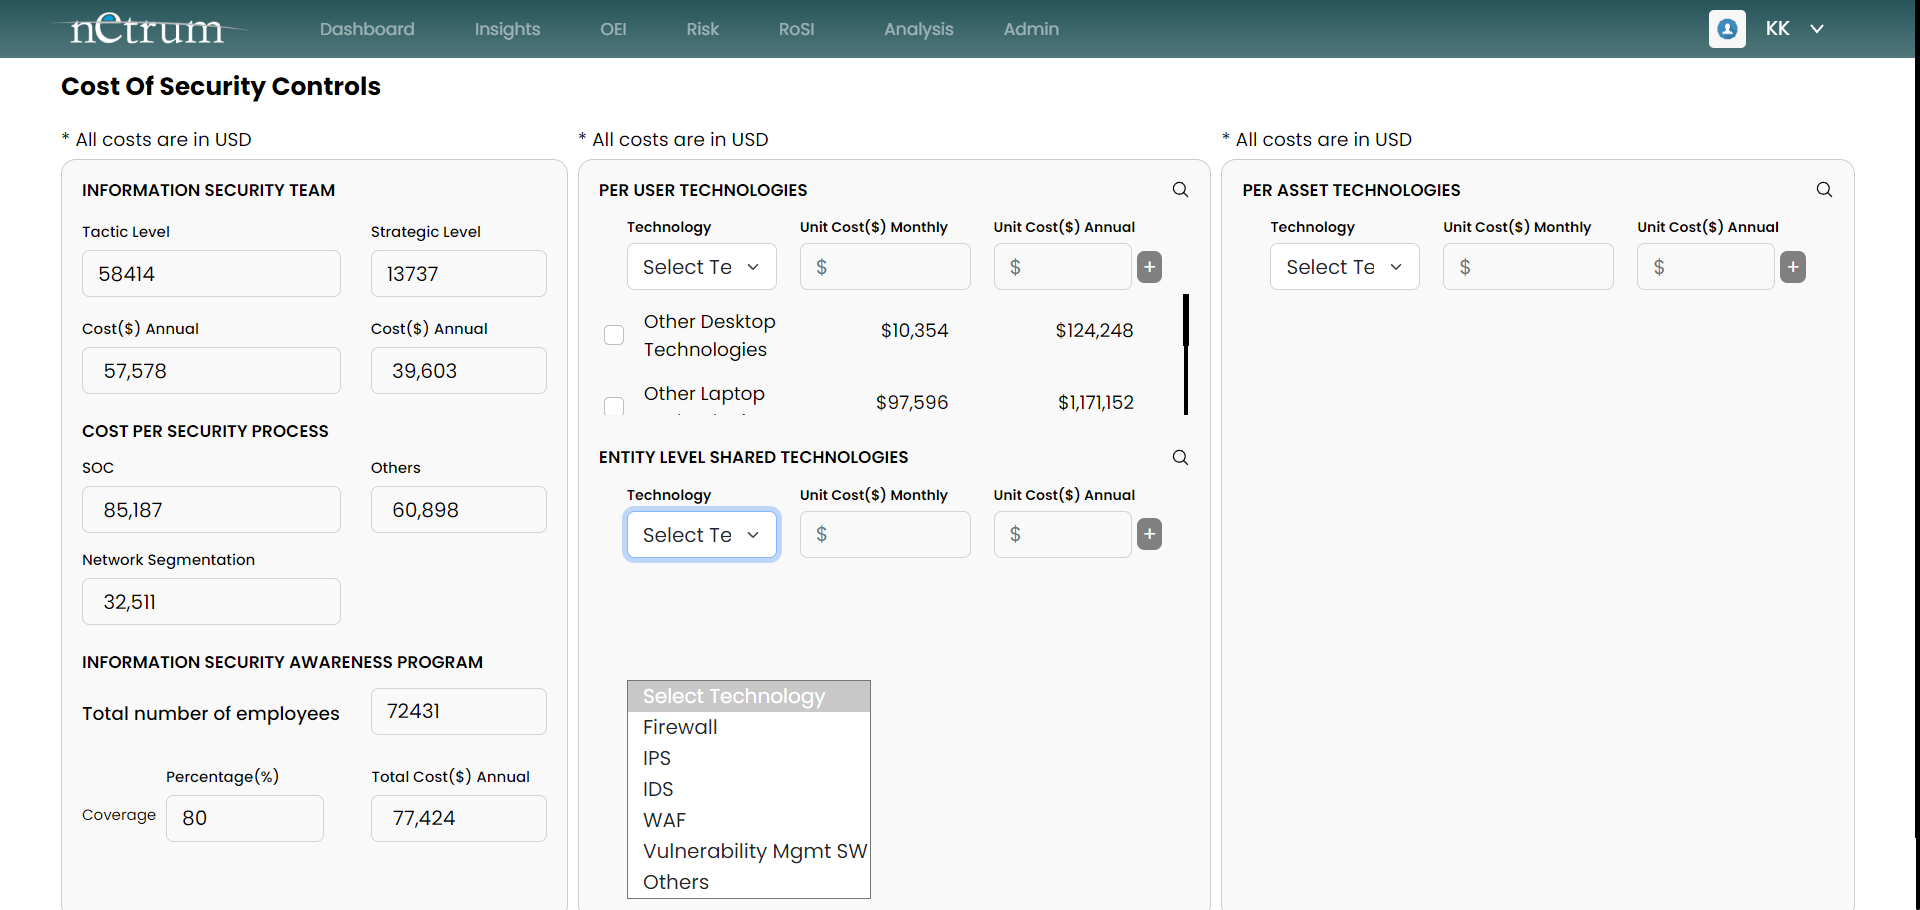 netrum
Dashboard
Insights
OEI
Risk
RoSI
Analysis
Admin
KK
Cost Of Security Controls
* All costs are in USD
INFORMATION SECURITY TEAM
Tactic Level
Strategic Level
58414
13737
Cost($) Annual
Cost($) Annual
57,578
39,603
COST PER SECURITY PROCESS
SOC
Others
85,187
60,898
Network Segmentation
32,511
INFORMATION SECURITY AWARENESS PROGRAM
Total number of employees
72431
Percentage(%)
Total Cost($) Annual
Coverage
80
77,424
* All costs are in USD
PER USER TECHNOLOGIES
Technology
Unit Cost($) Monthly
Unit Cost($) Annual
Select Te
$
$
+
Other Desktop
Technologies
$10,354
$124,248
Other Laptop
$97,596
$1,171,152
ENTITY LEVEL SHARED TECHNOLOGIES
Technology
Unit Cost($) Monthly
Unit Cost($) Annual
Select Te
$
$
+
Select Technology
Firewall
IPS
IDS
WAF
Vulnerability Mgmt SW
Others
* All costs are in USD
PER ASSET TECHNOLOGIES
Technology
Unit Cost($) Monthly
Unit Cost($) Annual
Select Te
$
$
+